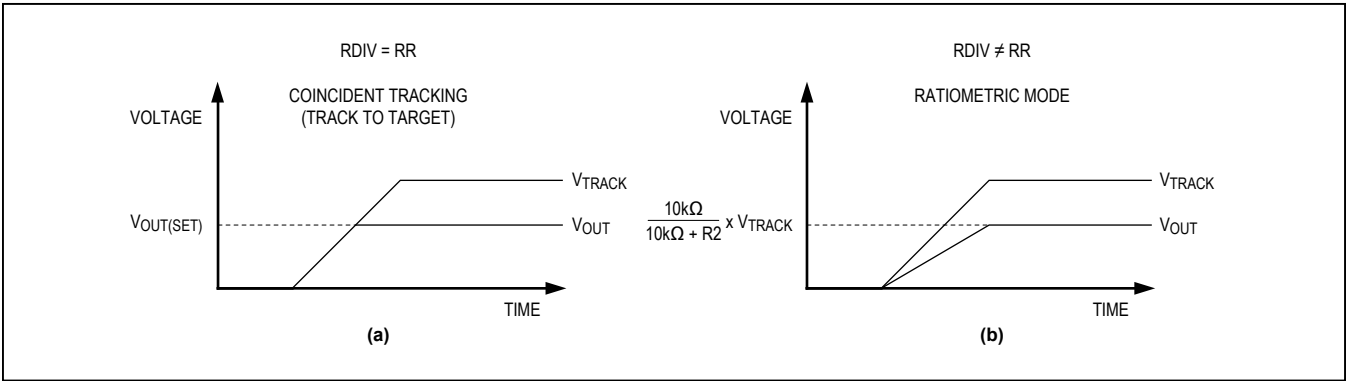 RDIV = RR
COINCIDENT TRACKING
(TRACK TO TARGET)
VOLTAGE
VTRACK
VOUT(SET)
VOUT
TIME
(a)
RDIV ≠ RR
RATIOMETRIC MODE
VOLTAGE
VTRACK
10kΩ
10kΩ + R2
x VTRACK
VOUT
TIME
(b)